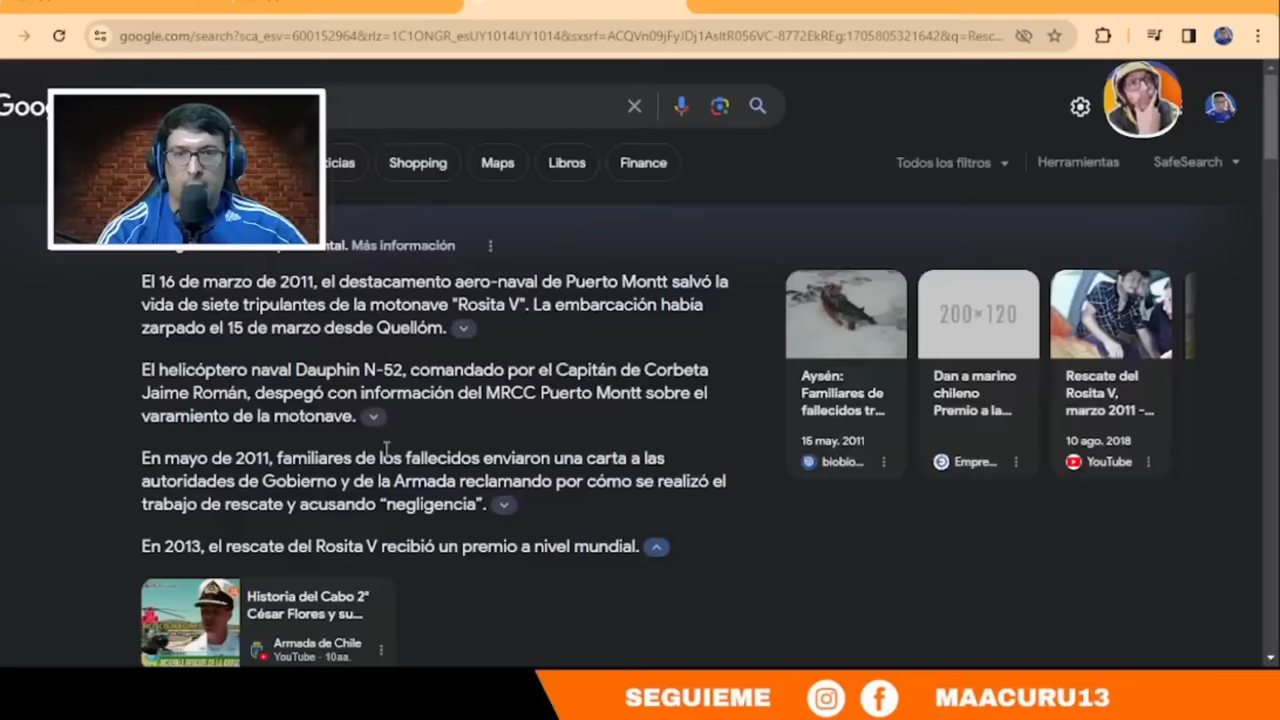 google.com/search?sca_esv=600152964&rlz=1C1ONGR_esUY1014UY1014&sxsrf=ACQVn09jFyJDj1AsltR056VC-8772EkREg:1705805321642&q=Resc...
Goo
icias
Shopping
Maps
Libros
Finance
Todos los filtros
Herramientas
SafeSearch
ntal. Más información
El 16 de marzo de 2011, el destacamento aero-naval de Puerto Montt salvó la
vida de siete tripulantes de la motonave "Rosita V". La embarcación había
zarpado el 15 de marzo desde Quellóm.
El helicóptero naval Dauphin N-52, comandado por el Capitán de Corbeta
Jaime Román, despegó con información del MRCC Puerto Montt sobre el
varamiento de la motonave.
En mayo de 2011, familiares de los fallecidos enviaron una carta a las
autoridades de Gobierno y de la Armada reclamando por cómo se realizó el
trabajo de rescate y acusando “negligencia”.
En 2013, el rescate del Rosita V recibió un premio a nivel mundial.
Historia del Cabo 2°
César Flores y su...
Armada de Chile
YouTube · 10aa.
Aysén:
Familiares de
fallecidos tr...
15 may. 2011
biobio...
200×120
Dan a marino
chileno
Premio a la...
Empre...
Rescate del
Rosita V,
marzo 2011 -...
10 ago. 2018
YouTube
SEGUIEME
MAACURU13